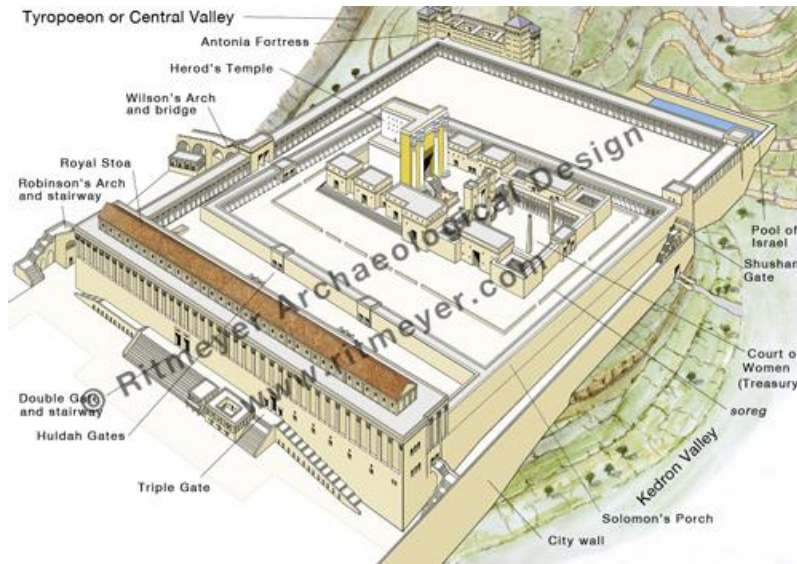 Tyropoeon or Central Valley
Antonia Fortress
Herod's Temple
Wilson's Arch
and bridge
Royal Stoa
Robinson's Arch
and stairway
Pool of
Israel
Shushan
Gate
Court of
Women
(Treasury)
soreg
Kedron Valley
Solomon's Porch
City wall
Double Gate
and stairway
Huldah Gates
Triple Gate
© Ritmeyer Archaeological Design
www.ritmeyer.com